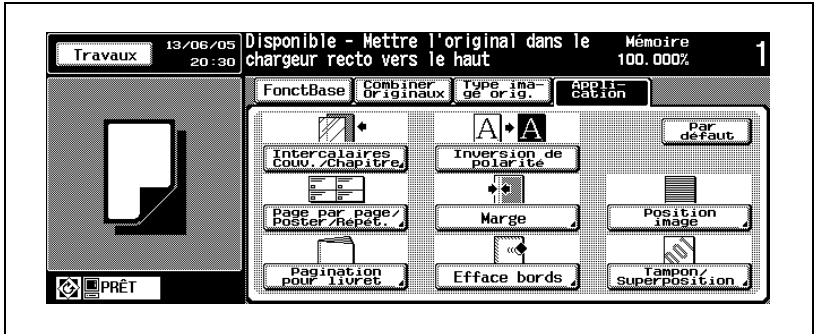 Travaux
13/06/05
20:30
Disponible - Mettre l'original dans le
chargeur recto vers le haut
Mémoire
100.000%
1
FonctBase
Combiner
Originaux
Type ima-
ge orig.
Appli-
cation
A A
Par
défaut
Intercalaires
Couv./Chapitre
Inversion de
polarité
Page par page/
Poster/Répét.
Marge
Position
image
001
Pagination
pour livret
Efface bords
Tampon/
Superposition
PRÊT